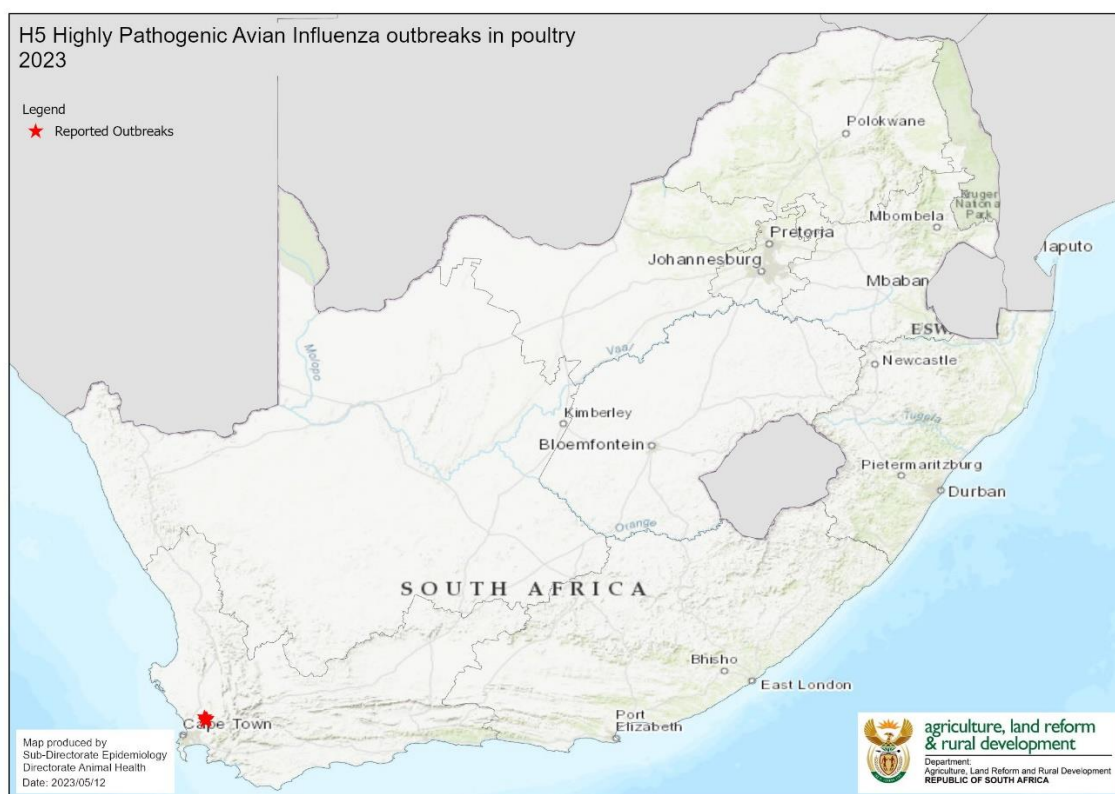 H5 Highly Pathogenic Avian Influenza outbreaks in poultry
2023
Legend
Reported Outbreaks
Polokwane
Kruger
National
Park
Mbombela
Pretoria
Johannesburg
Maputo
Mbaban
ESW
Molopo
Vaal
Newcastle
Kimberley
Tugela
Bloemfontein
Pietermaritzburg
Durban
Orange
SOUTH AFRICA
Bhisho
East London
Cape Town
Port
Elizabeth
Map produced by
Sub-Directorate Epidemiology
Directorate Animal Health
Date: 2023/05/12
agriculture, land reform
& rural development
Department:
Agriculture, Land Reform and Rural Development
REPUBLIC OF SOUTH AFRICA